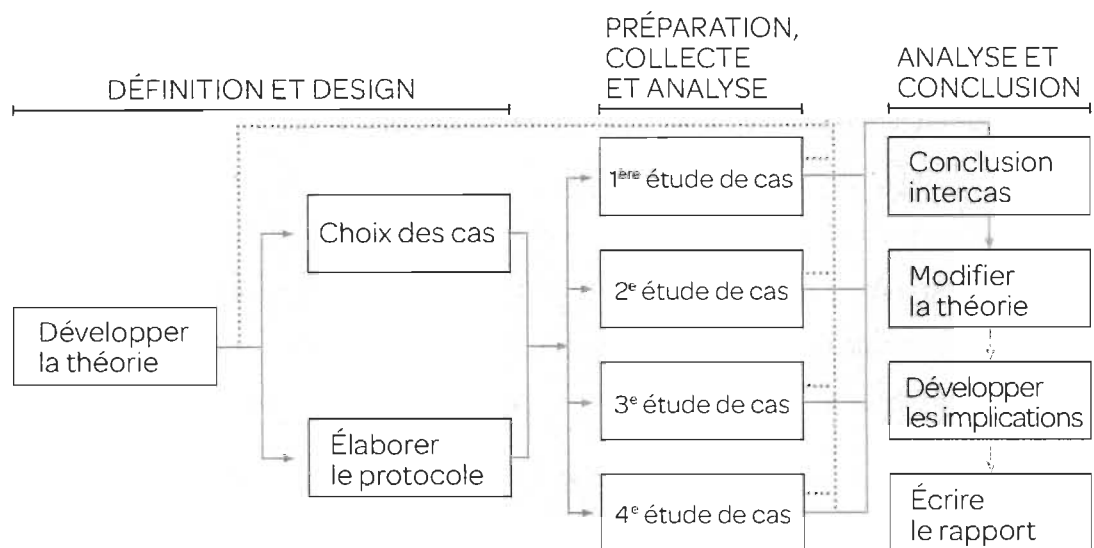 DÉFINITION ET DESIGN
PRÉPARATION,
COLLECTE
ET ANALYSE
ANALYSE ET
CONCLUSION
Développer
la théorie
Choix des cas
Élaborer
le protocole
1ère étude de cas
2e étude de cas
3e étude de cas
4e étude de cas
Conclusion
intercas
Modifier
la théorie
Développer
les implications
Écrire
le rapport